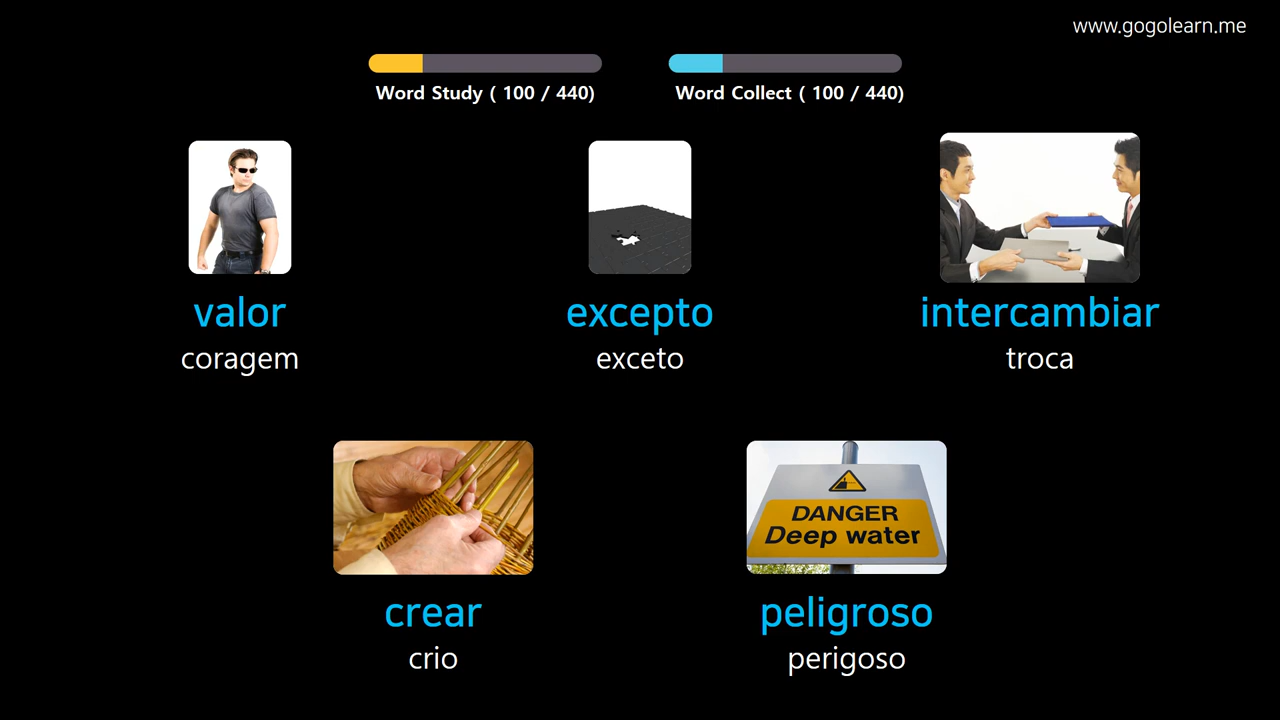 www.gogolearn.me
Word Study ( 100 / 440)
Word Collect ( 100 / 440)
valor
coragem
excepto
exceto
intercambiar
troca
DANGER
Deep water
crear
crio
peligroso
perigoso